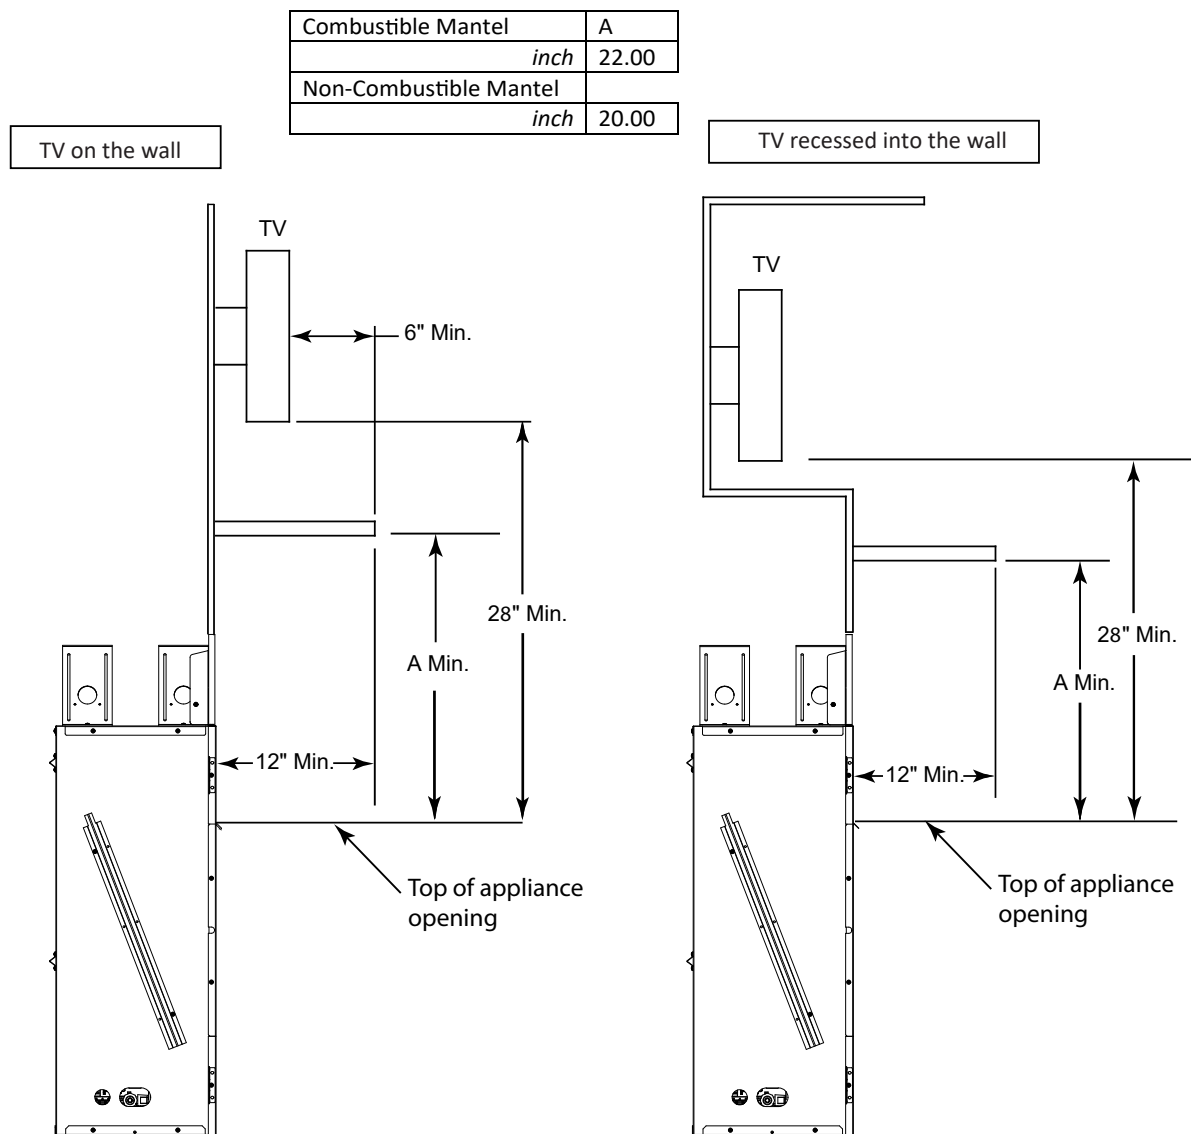 Combustible Mantel A
inch 22.00
Non-Combustible Mantel
inch 20.00
TV on the wall
TV
6" Min.
28" Min.
A Min.
12" Min.
Top of appliance
opening
TV recessed into the wall
TV
28" Min.
A Min.
12" Min.
Top of appliance
opening